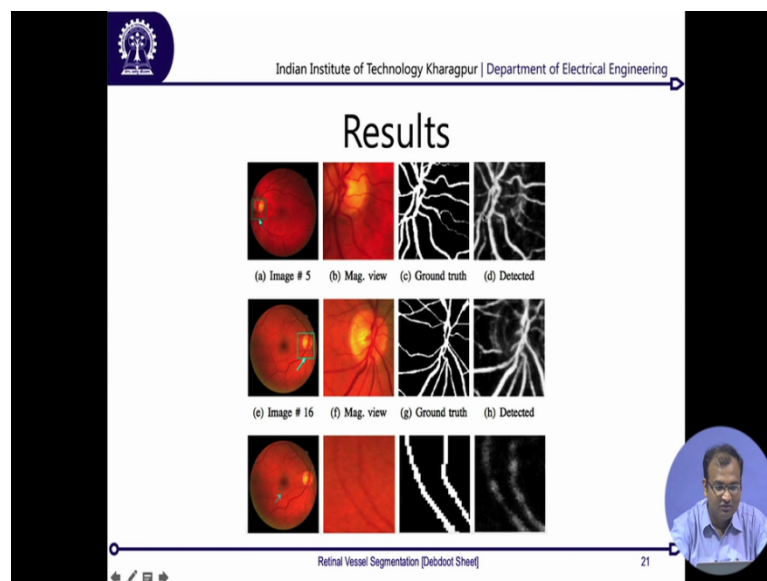 Indian Institute of Technology Kharagpur | Department of Electrical Engineering
Results
(a) Image # 5 (b) Mag. view (c) Ground truth (d) Detected
(e) Image # 16 (f) Mag. view (g) Ground truth (h) Detected
Retinal Vessel Segmentation [Debdoot Sheet] 21